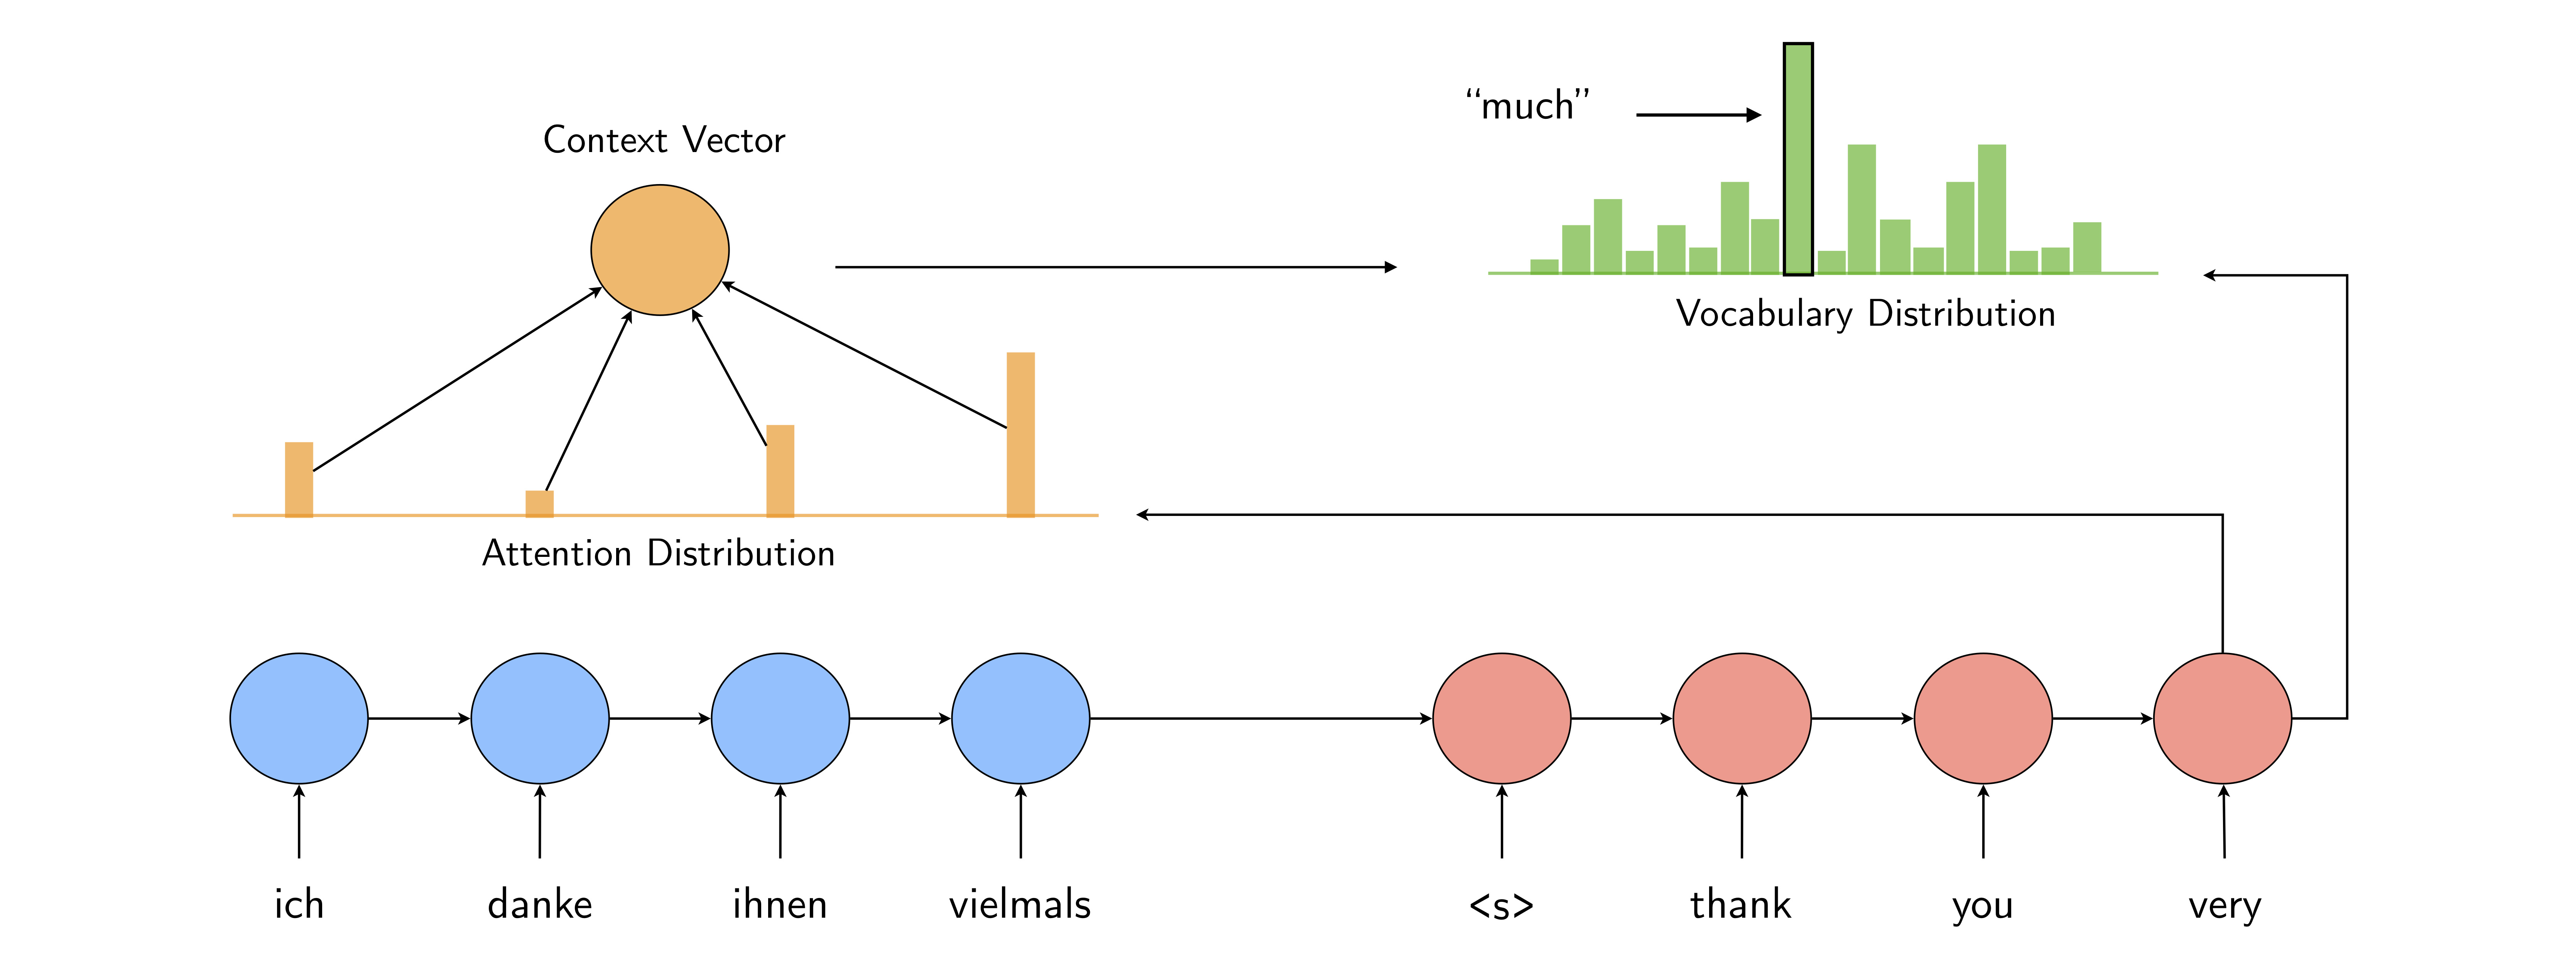 “much”
Context Vector
Vocabulary Distribution
Attention Distribution
ich danke ihnen vielmals <s> thank you very